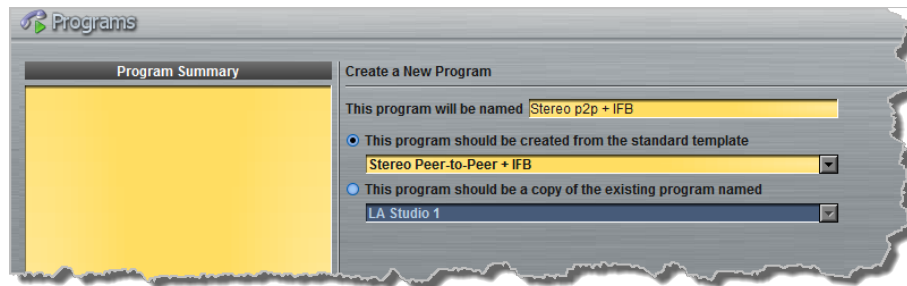 Programs
Program Summary
Create a New Program
This program will be named Stereo p2p + IFB
This program should be created from the standard template
Stereo Peer-to-Peer + IFB
This program should be a copy of the existing program named
LA Studio 1